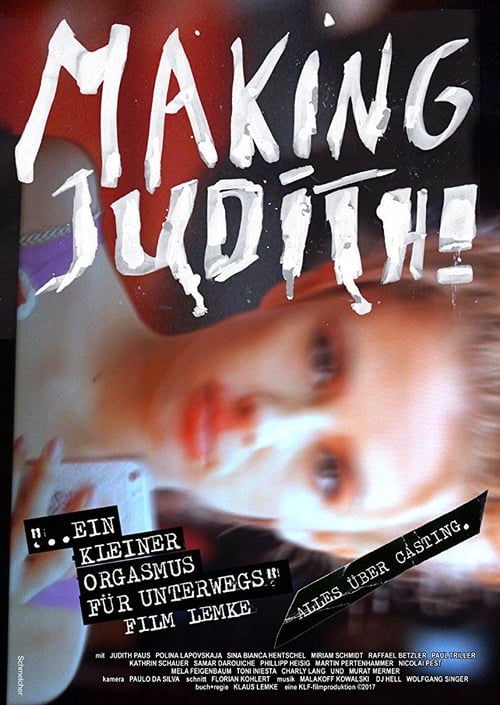 MAKING
JUDITH!
"..EIN
KLEINER
ORGASMUS
FÜR UNTERWEGS"
FILM LEMKE
ALLES ÜBER CASTING.
mit JUDITH PAUS POLINA LAPOVSKAJA SINA BIANCA HENTSCHEL MIRIAM SCHMIDT RAFFAEL BETZLER PAUL TRILLER
KATHRIN SCHAUER SAMAR DAROUICHE PHILLIPP HEISIG MARTIN PERTENHAMMER NICOLAI PEST
MELA FEIGENBAUM TONI INIESTA CHARLY LANG UND MURAT MERMER
kamera PAULO DA SILVA schnitt FLORIAN KOHLERT musik MALAKOFF KOWALSKI DJ HELL WOLFGANG SINGER
buch+regie KLAUS LEMKE eine KLF-filmproduktion ©2017
Schmelcher